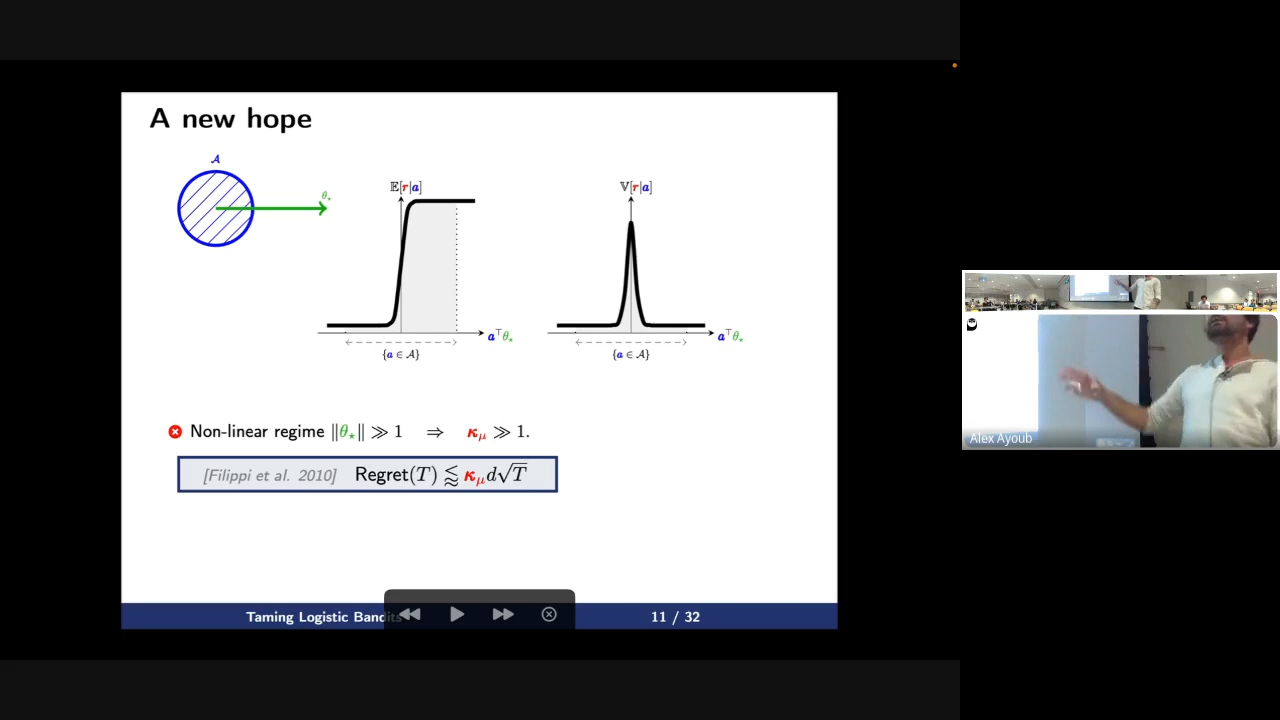 A new hope
𝒜
θ⋆
𝔼[r|a]
𝕍[r|a]
a⊤θ⋆
a⊤θ⋆
{a ∈ 𝒜}
{a ∈ 𝒜}
Non-linear regime ‖θ⋆‖ ≫ 1 ⇒ κμ ≫ 1.
[Filippi et al. 2010] Regret(T) ⪅ κμd√T
Taming Logistic Bandits
11 / 32
Alex Ayoub